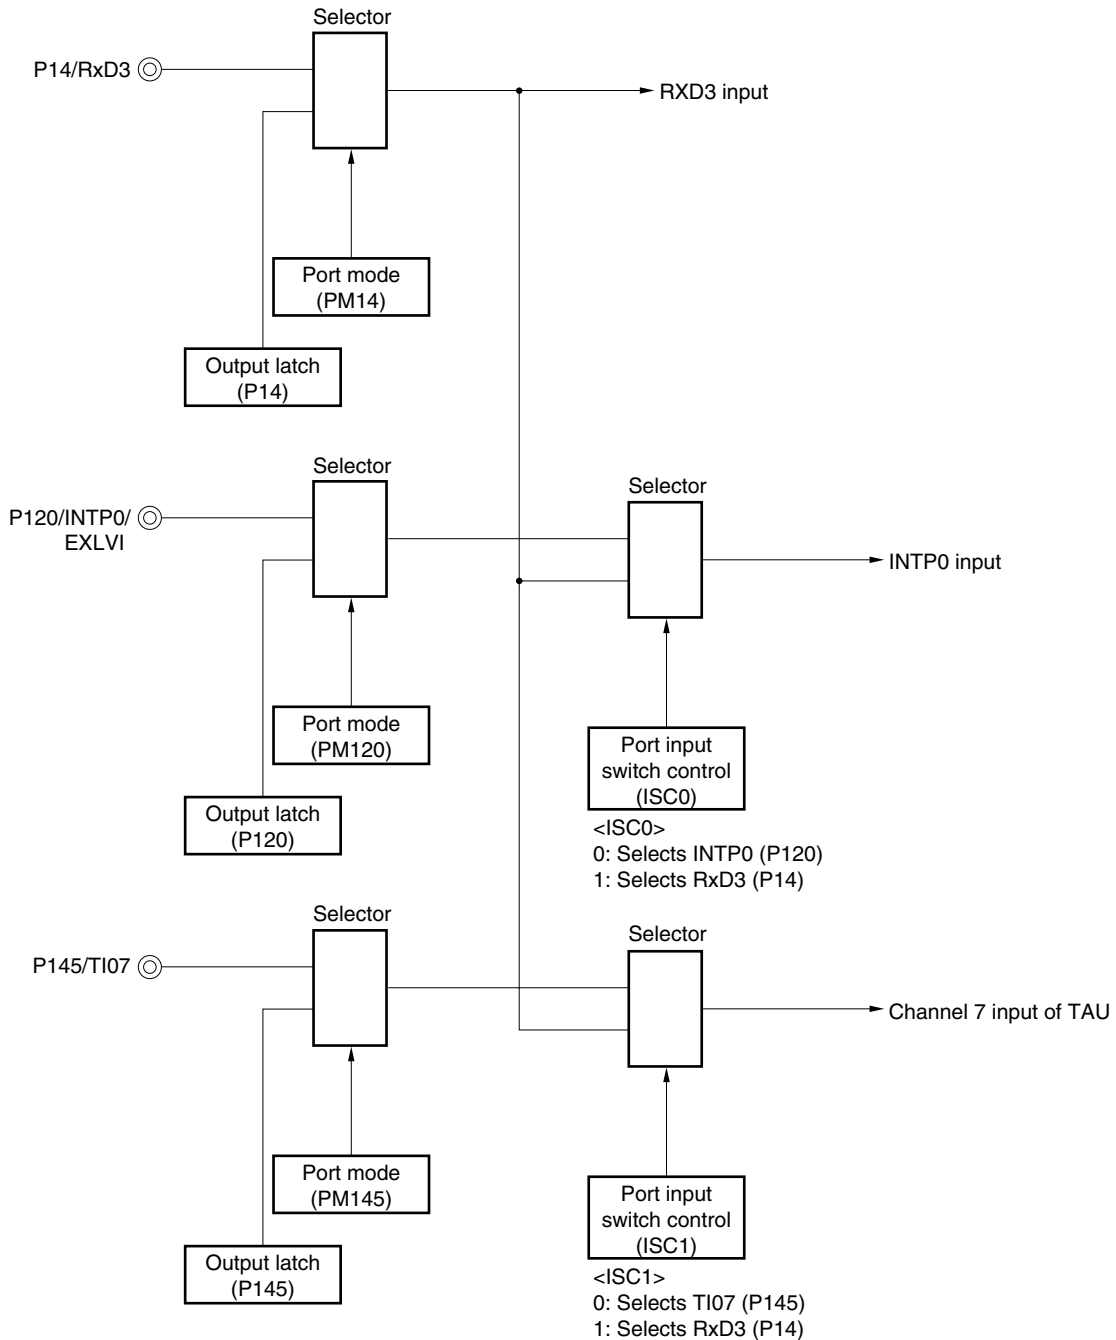 Selector
P14/RxD3
RXD3 input
Port mode
(PM14)
Output latch
(P14)
Selector
Selector
P120/INTP0/
EXLVI
INTP0 input
Port mode
(PM120)
Port input
switch control
(ISC0)
Output latch
(P120)
<ISC0>
0: Selects INTP0 (P120)
1: Selects RxD3 (P14)
Selector
Selector
P145/TI07
Channel 7 input of TAU
Port mode
(PM145)
Port input
switch control
(ISC1)
Output latch
(P145)
<ISC1>
0: Selects TI07 (P145)
1: Selects RxD3 (P14)